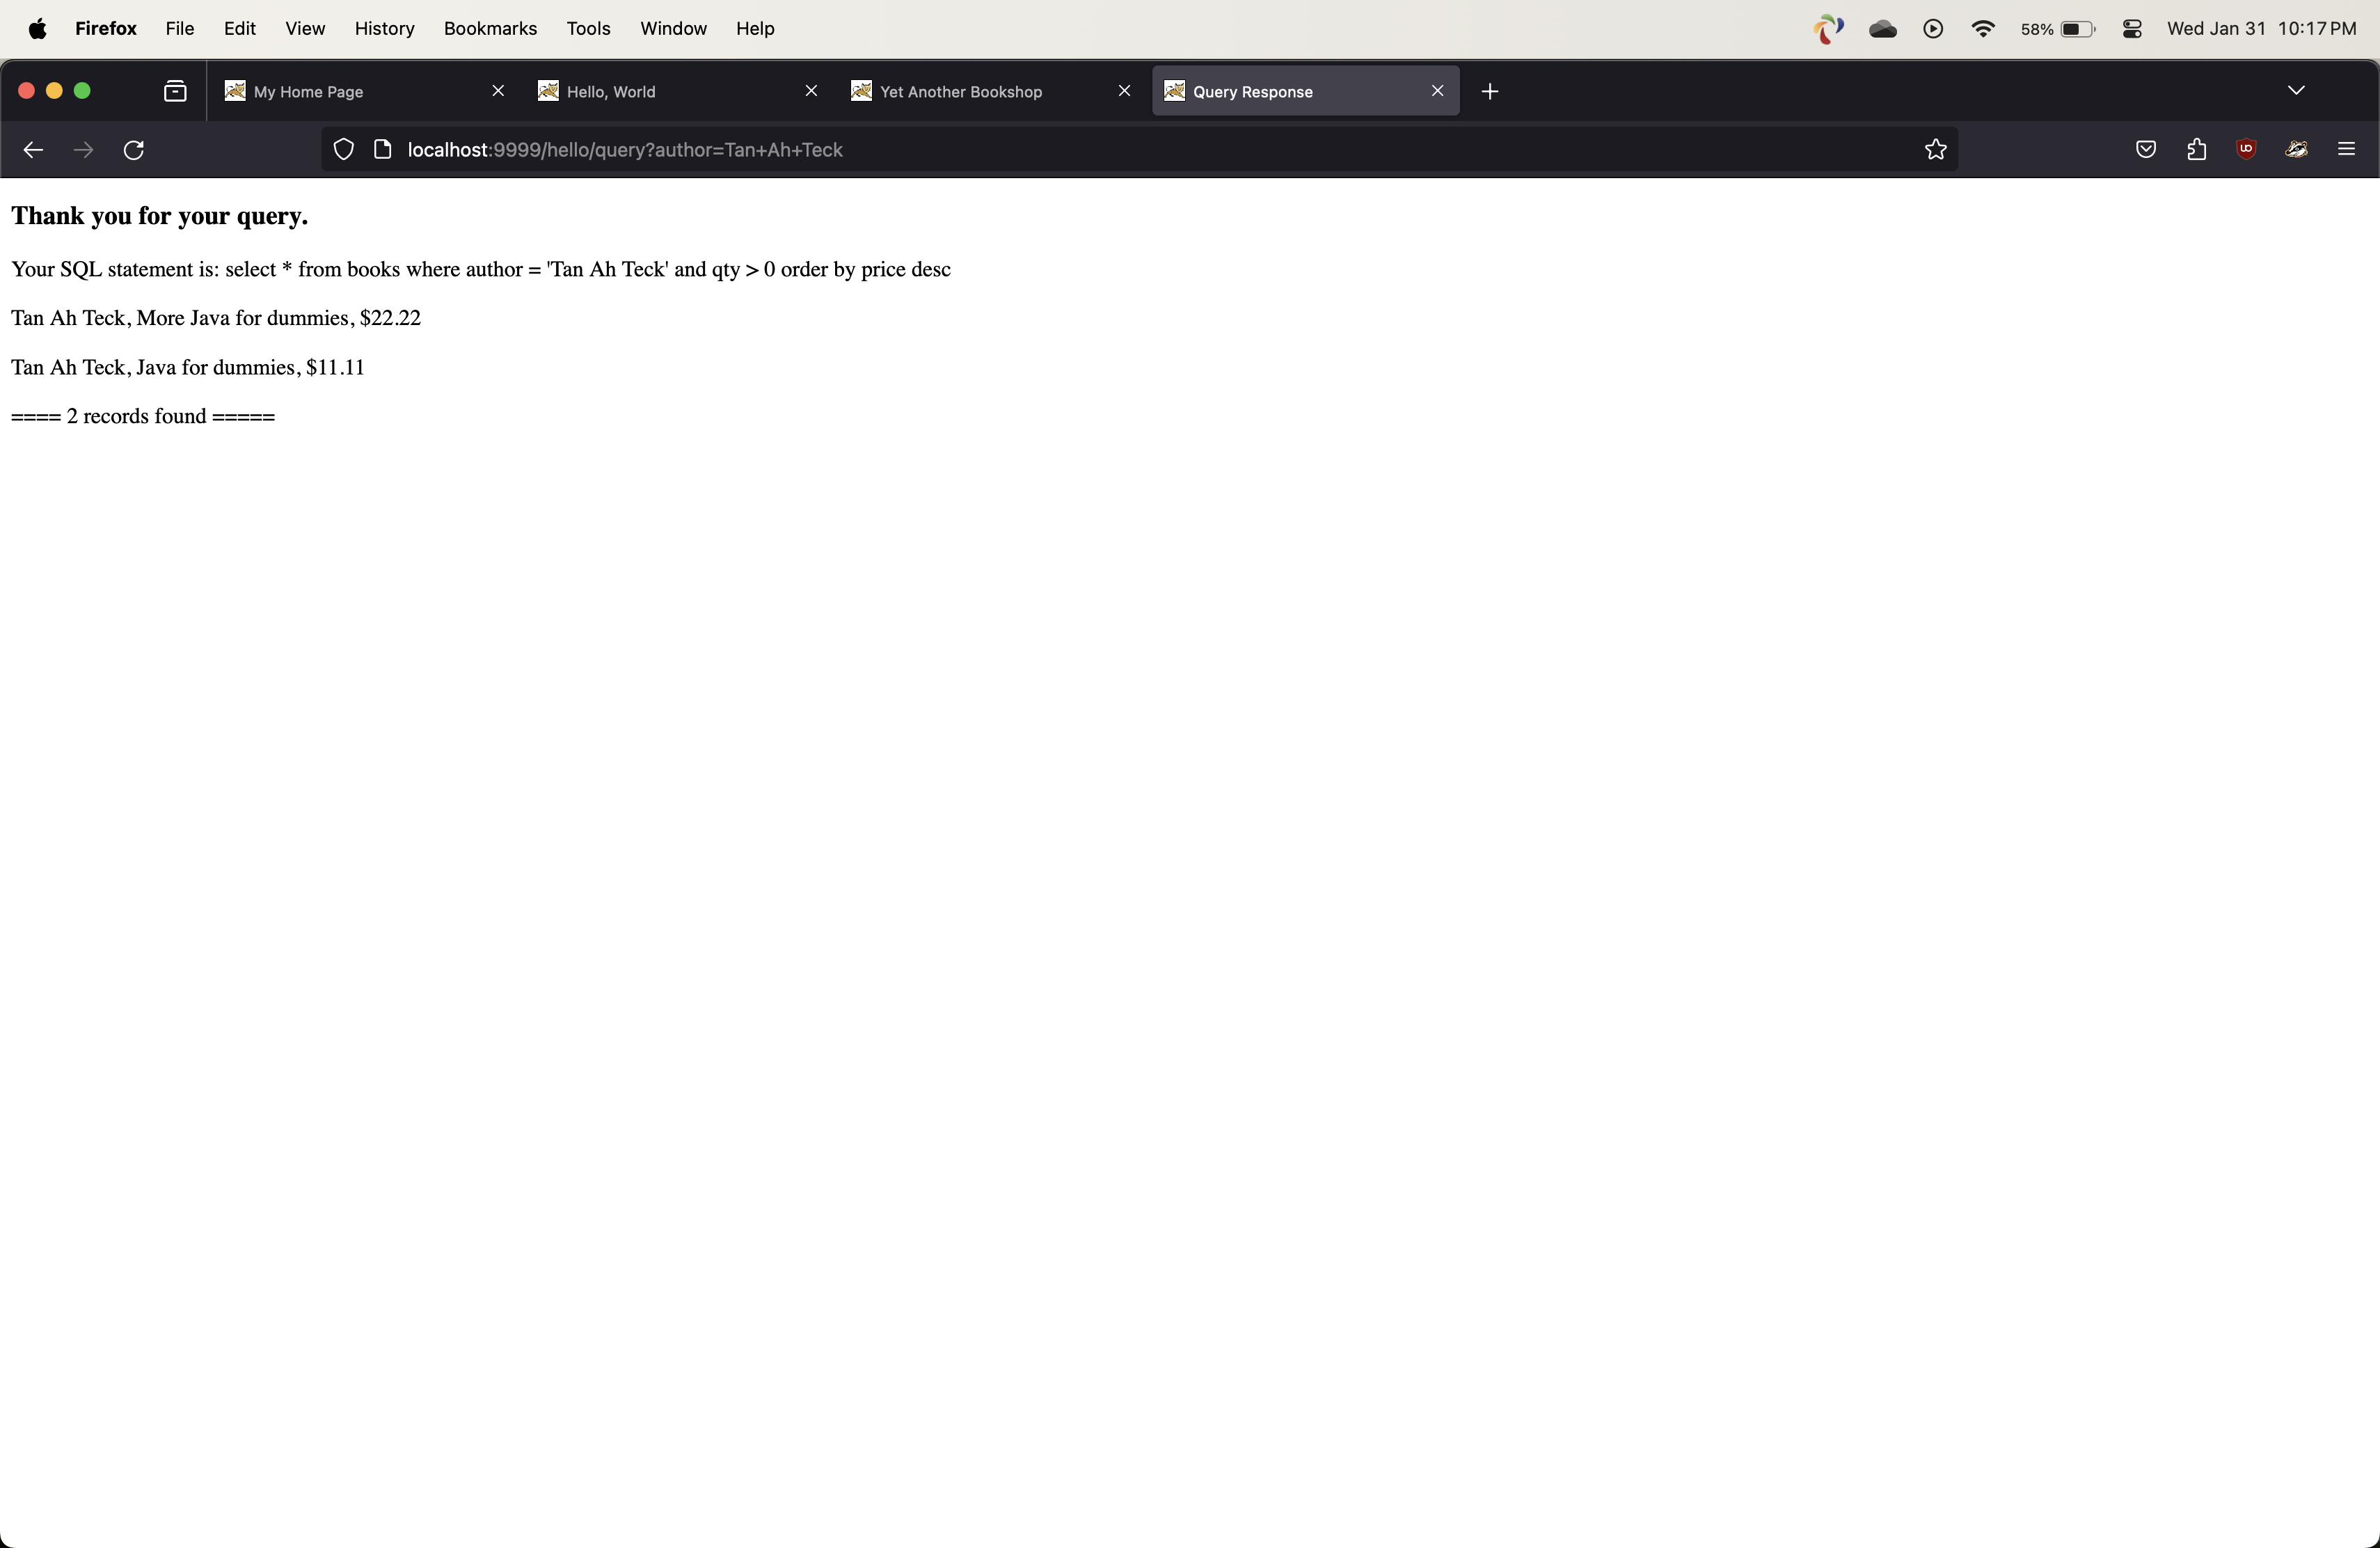 Firefox File Edit View History Bookmarks Tools Window Help 58% Wed Jan 31 10:17 PM
My Home Page Hello, World Yet Another Bookshop Query Response
localhost:9999/hello/query?author=Tan+Ah+Teck
Thank you for your query.
Your SQL statement is: select * from books where author = 'Tan Ah Teck' and qty > 0 order by price desc
Tan Ah Teck, More Java for dummies, $22.22
Tan Ah Teck, Java for dummies, $11.11
==== 2 records found =====